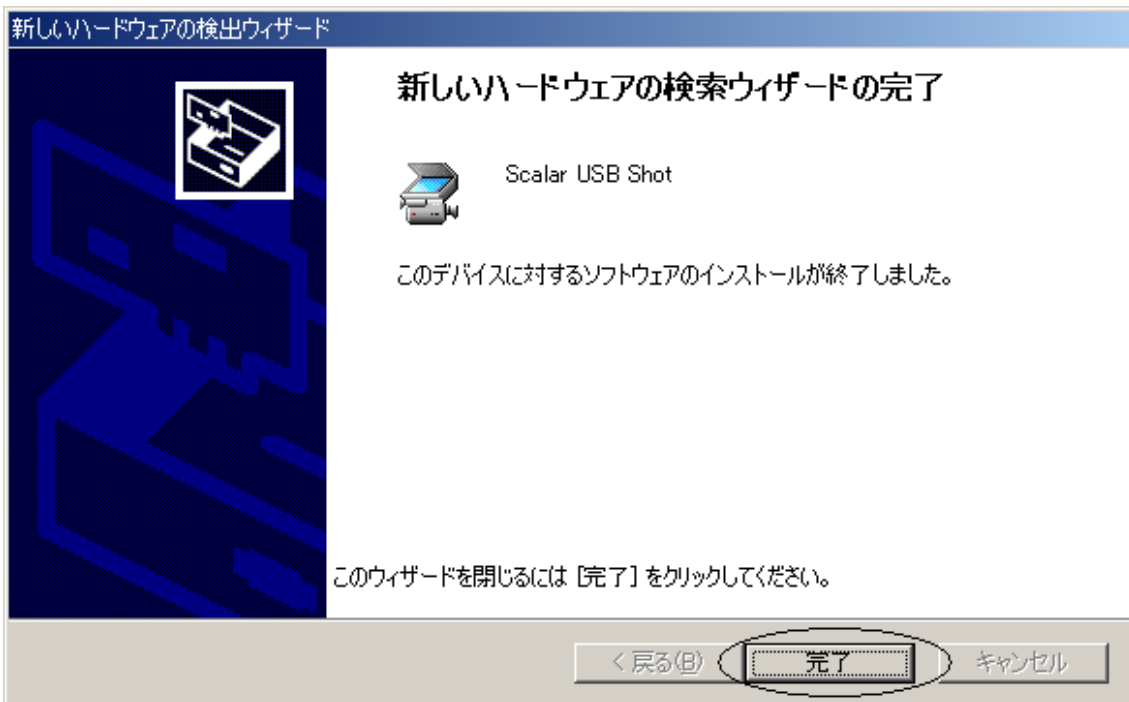 新しいハードウェアの検出ウィザード
新しいハードウェアの検索ウィザードの完了
Scalar USB Shot
このデバイスに対するソフトウェアのインストールが終了しました。
このウィザードを閉じるには [完了] をクリックしてください。
< 戻る(B) 完了 キャンセル